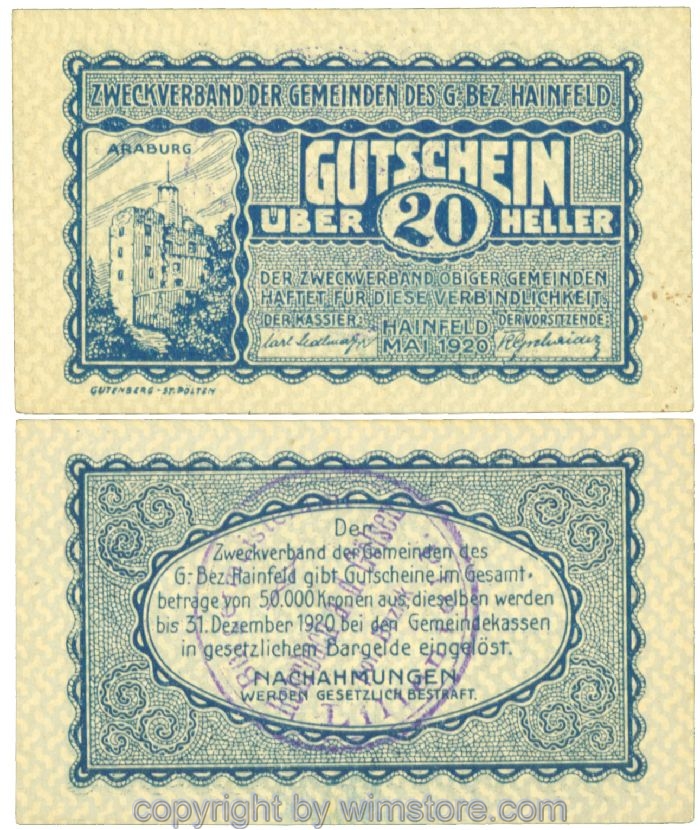 ZWECKVERBAND DER GEMEINDEN DES G. BEZ. HAINFELD.
ARABURG
GUTSCHEIN
ÜBER 20 HELLER
DER ZWECKVERBAND OBIGER GEMEINDEN
HAFTET FÜR DIESE VERBINDLICHKEIT.
DER KASSIER: HAINFELD DER VORSITZENDE:
MAI 1920
GUTENBERG - ST. PÖLTEN
Der
Zweckverband der Gemeinden des
G. Bez. Hainfeld gibt Gutscheine im Gesamt-
betrage von 50.000 Kronen aus, dieselben werden
bis 31. Dezember 1920 bei den Gemeindekassen
in gesetzlichem Bargelde eingelöst.
NACHAHMUNGEN
WERDEN GESETZLICH BESTRAFT.
copyright by wimstore.com